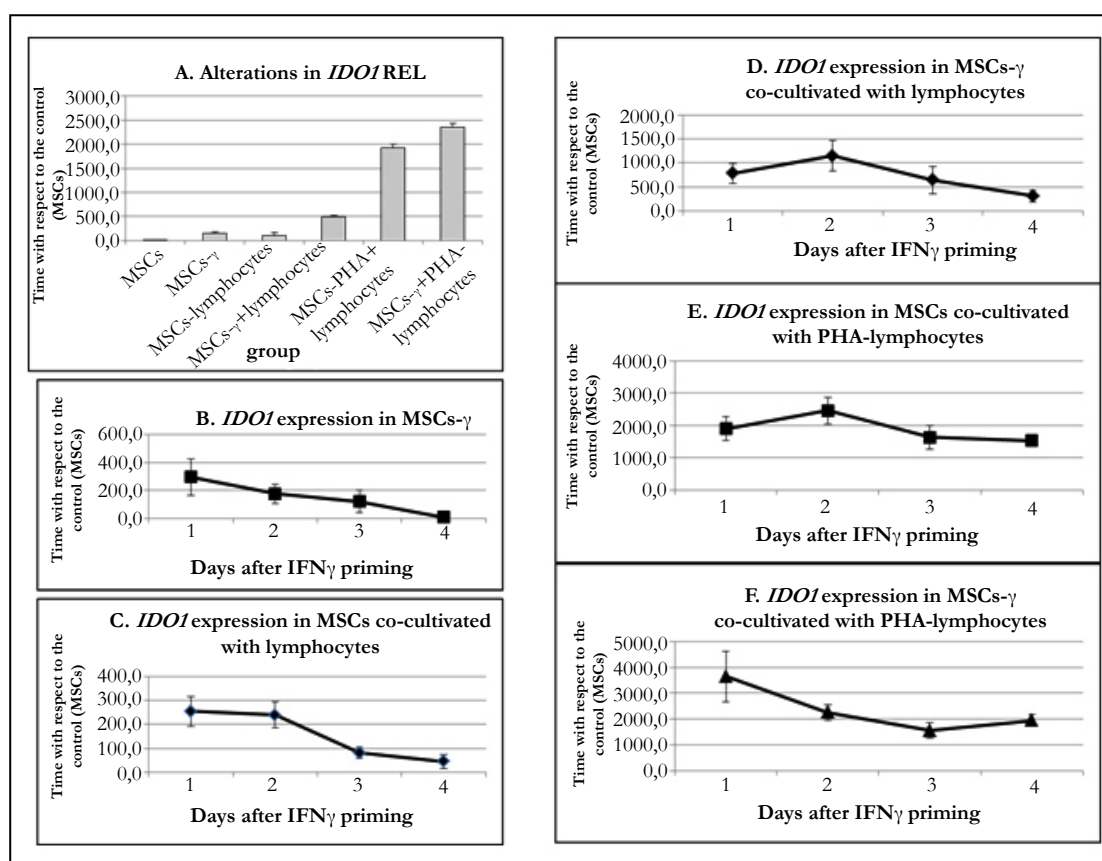 A. Alterations in IDO1 REL
Time with respect to the control
(MSCs)
3000,0
2500,0
2000,0
1500,0
1000,0
500,0
0,0
MSCs
MSCs-γ
MSCs-lymphocytes
MSCs-γ+lymphocytes
MSCs-PHA+
lymphocytes
MSCs-γ+PHA-
lymphocytes
group
B. IDO1 expression in MSCs-γ
Time with respect to the
control (MSCs)
600,0
400,0
200,0
0,0
1 2 3 4
Days after IFNγ priming
C. IDO1 expression in MSCs co-cultivated
with lymphocytes
Time with respect to the
control (MSCs)
400,0
300,0
200,0
100,0
0,0
1 2 3 4
Days after IFNγ priming
D. IDO1 expression in MSCs-γ
co-cultivated with lymphocytes
Time with respect to the
control (MSCs)
2000,0
1500,0
1000,0
500,0
0,0
1 2 3 4
Days after IFNγ priming
E. IDO1 expression in MSCs co-cultivated
with PHA-lymphocytes
Time with respect to the
control (MSCs)
4000,0
3000,0
2000,0
1000,0
0,0
1 2 3 4
Days after IFNγ priming
F. IDO1 expression in MSCs-γ
co-cultivated with PHA-lymphocytes
Time with respect to the
control (MSCs)
5000,0
4000,0
3000,0
2000,0
1000,0
0,0
1 2 3 4
Days after IFNγ priming